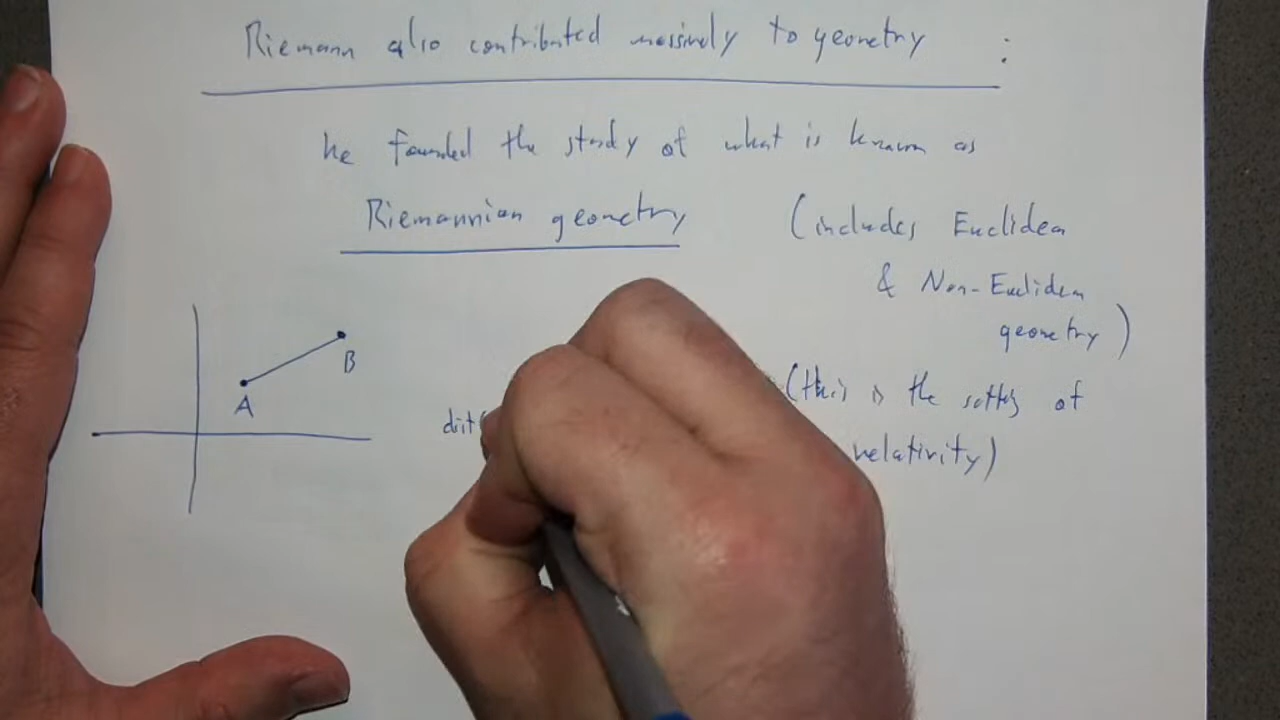 Riemann also contributed massively to geometry :
he founded the study of what is known as
Riemannian geometry
(includes Euclidean
& Non-Euclidean
geometry)
(this is the setting of
relativity)
A
B
dist(